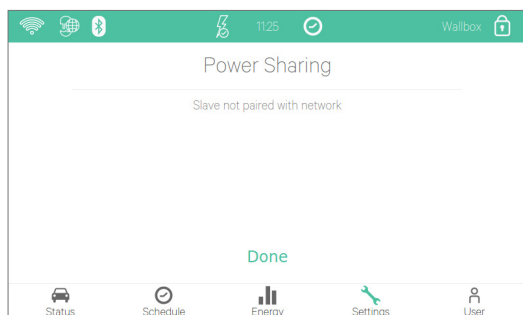 11:25
Wallbox
Power Sharing
Slave not paired with network
Done
Status
Schedule
Energy
Settings
User